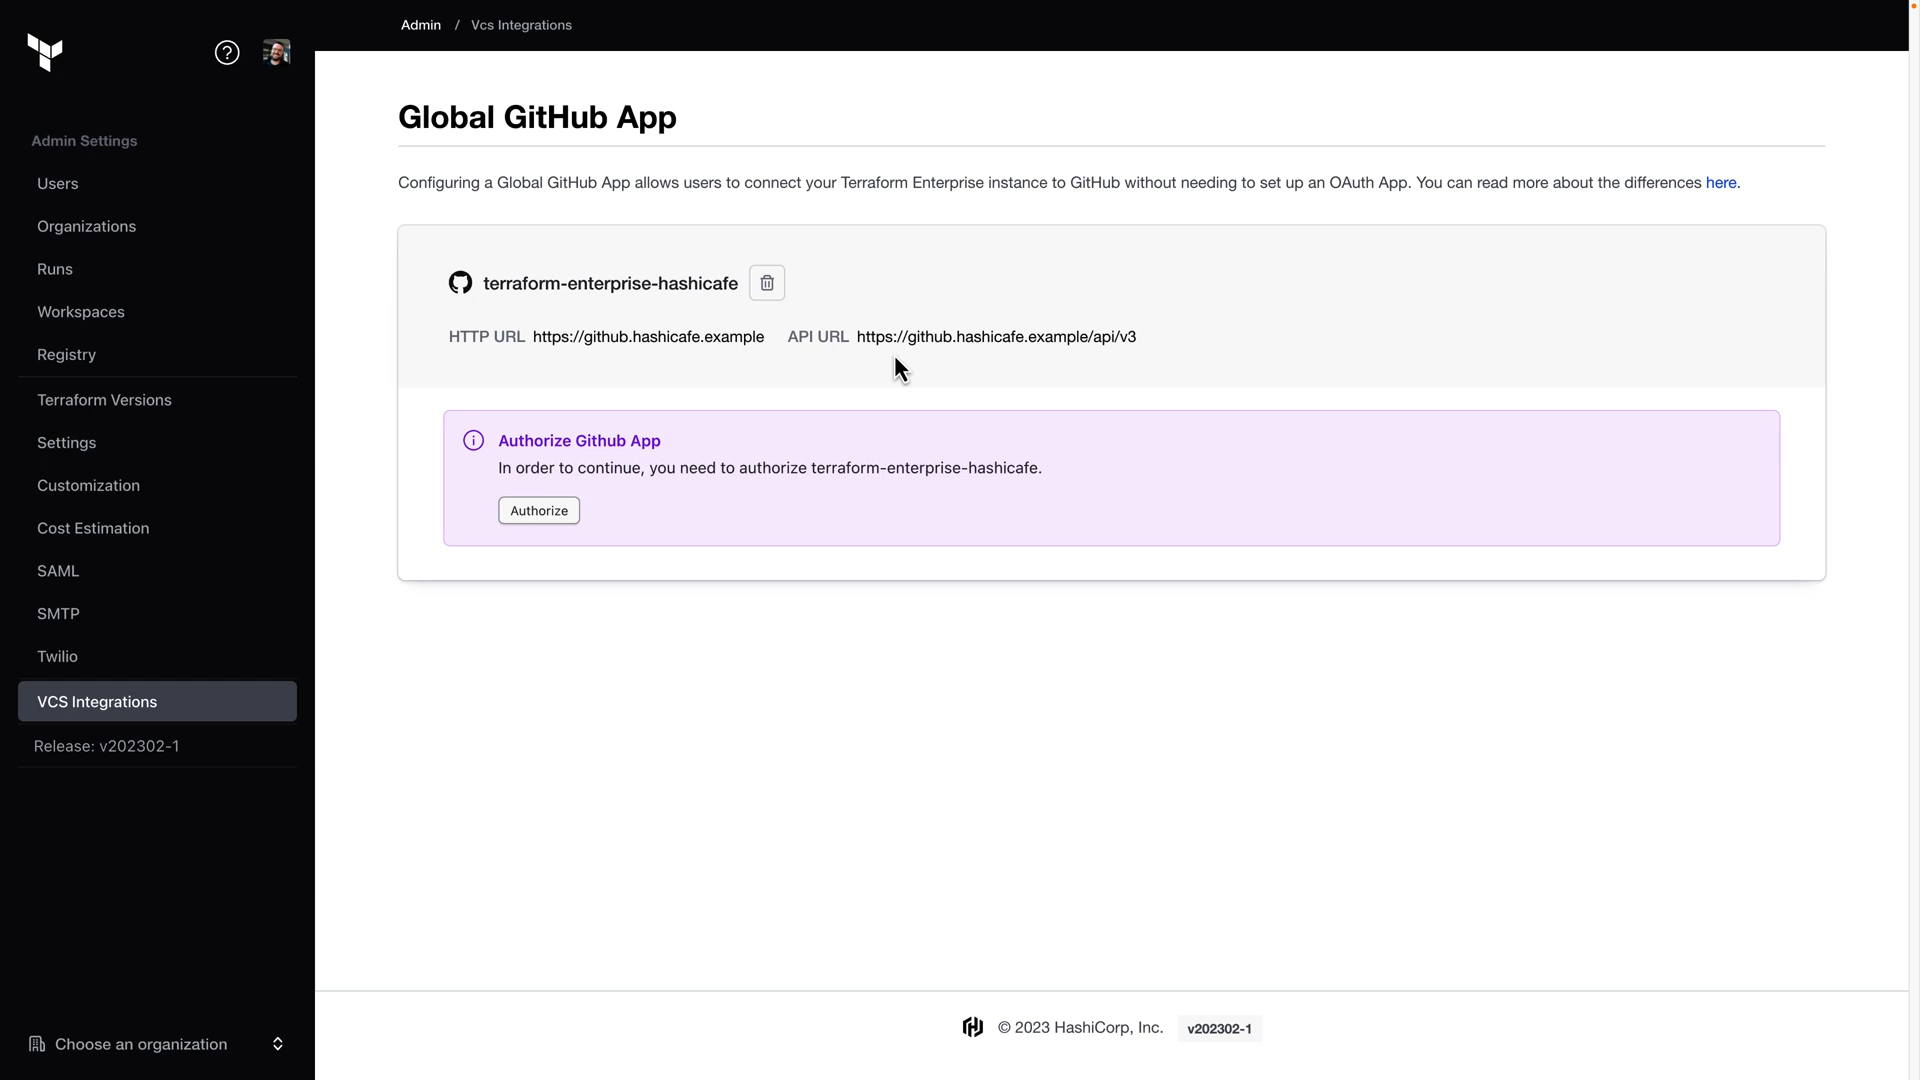 Admin / Vcs Integrations
Admin Settings
Users
Organizations
Runs
Workspaces
Registry
Terraform Versions
Settings
Customization
Cost Estimation
SAML
SMTP
Twilio
VCS Integrations
Release: v202302-1
Choose an organization
Global GitHub App
Configuring a Global GitHub App allows users to connect your Terraform Enterprise instance to GitHub without needing to set up an OAuth App. You can read more about the differences here.
terraform-enterprise-hashicafe
HTTP URL https://github.hashicafe.example API URL https://github.hashicafe.example/api/v3
Authorize Github App
In order to continue, you need to authorize terraform-enterprise-hashicafe.
Authorize
© 2023 HashiCorp, Inc. v202302-1